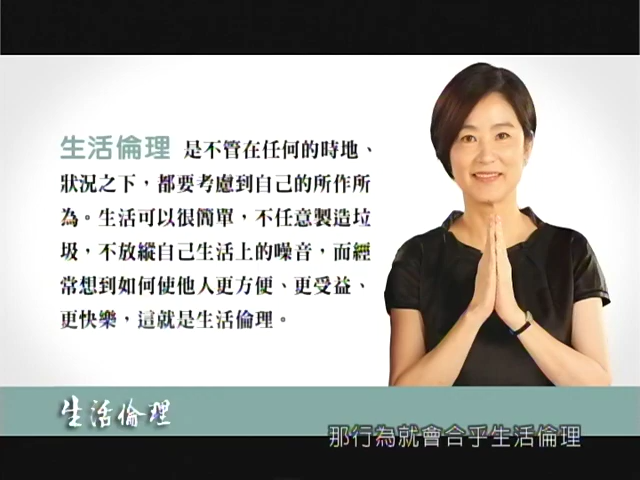 生活倫理 是不管在任何的時地、
狀況之下，都要考慮到自己的所作所
為。生活可以很簡單，不任意製造垃
圾，不放縱自己生活上的噪音，而經
常想到如何使他人更方便、更受益、
更快樂，這就是生活倫理。
生活倫理
那行為就會合乎生活倫理